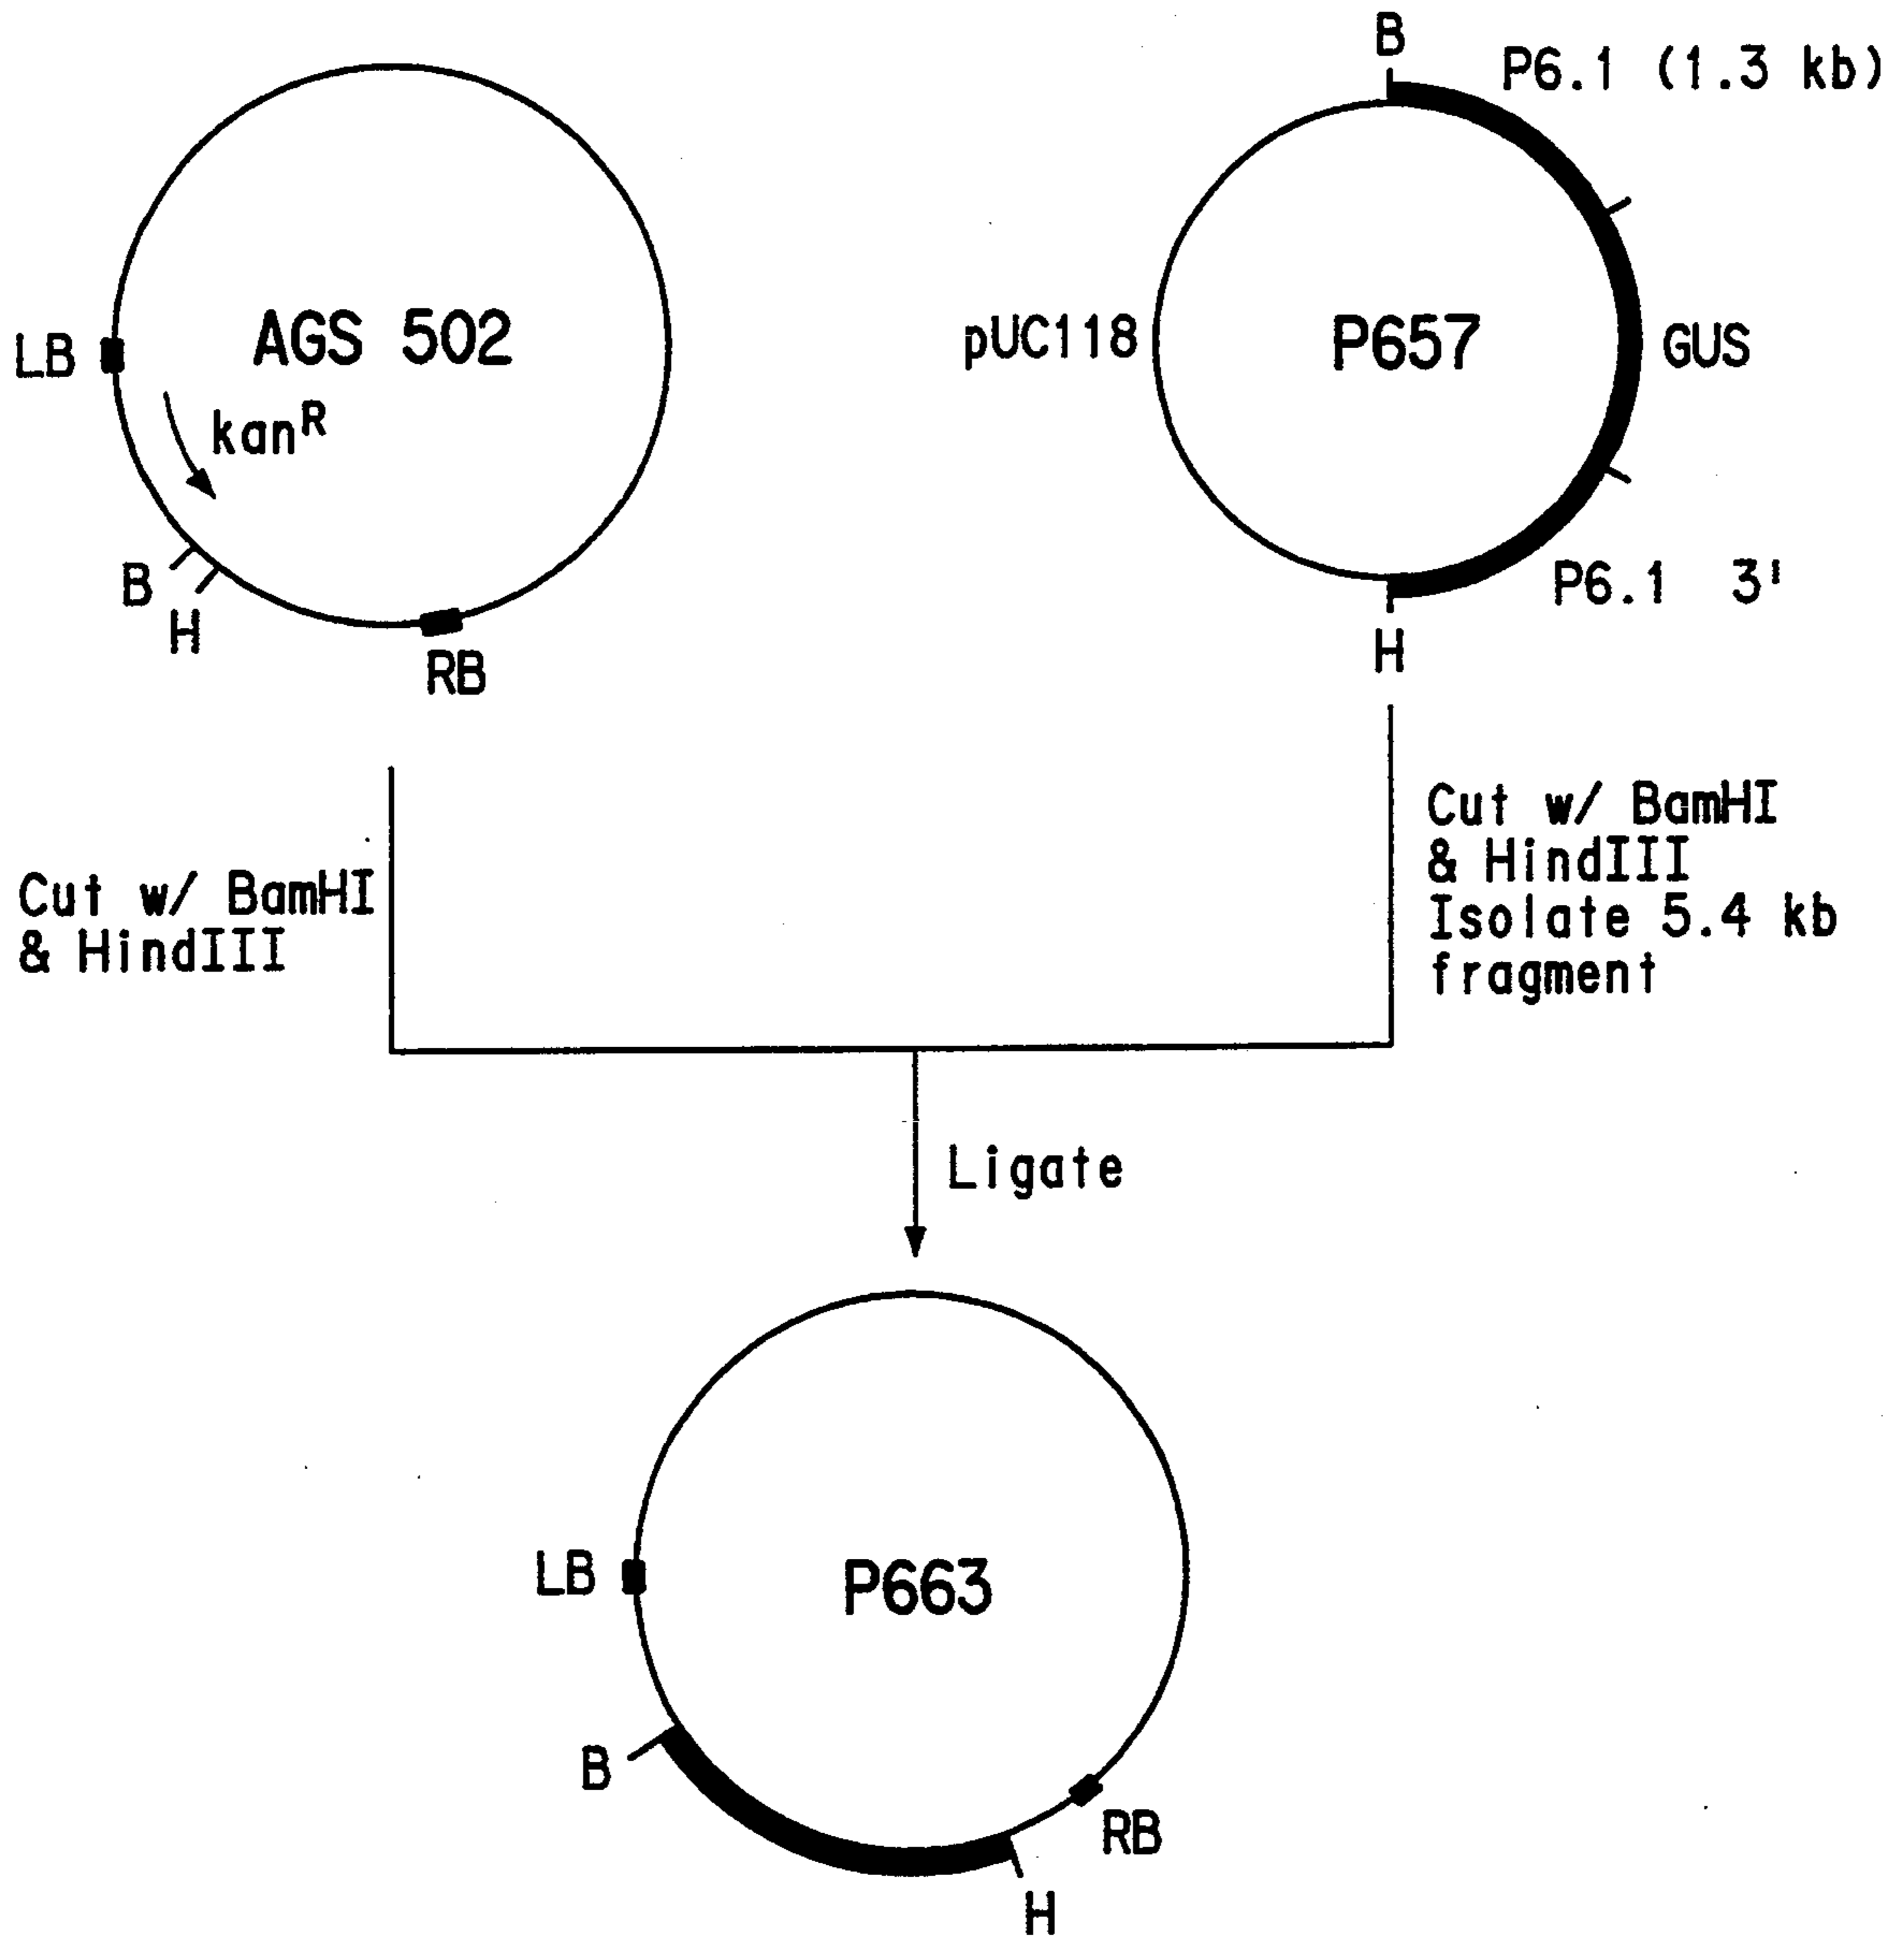 AGS 502
LB
kanR
B
H
RB
B
P6.1 (1.3 kb)
pUC118
P657
GUS
P6.1 3'
H
Cut w/ BamHI
& HindIII
Cut w/ BamHI
& HindIII
Isolate 5.4 kb
fragment
Ligate
LB
P663
B
RB
H